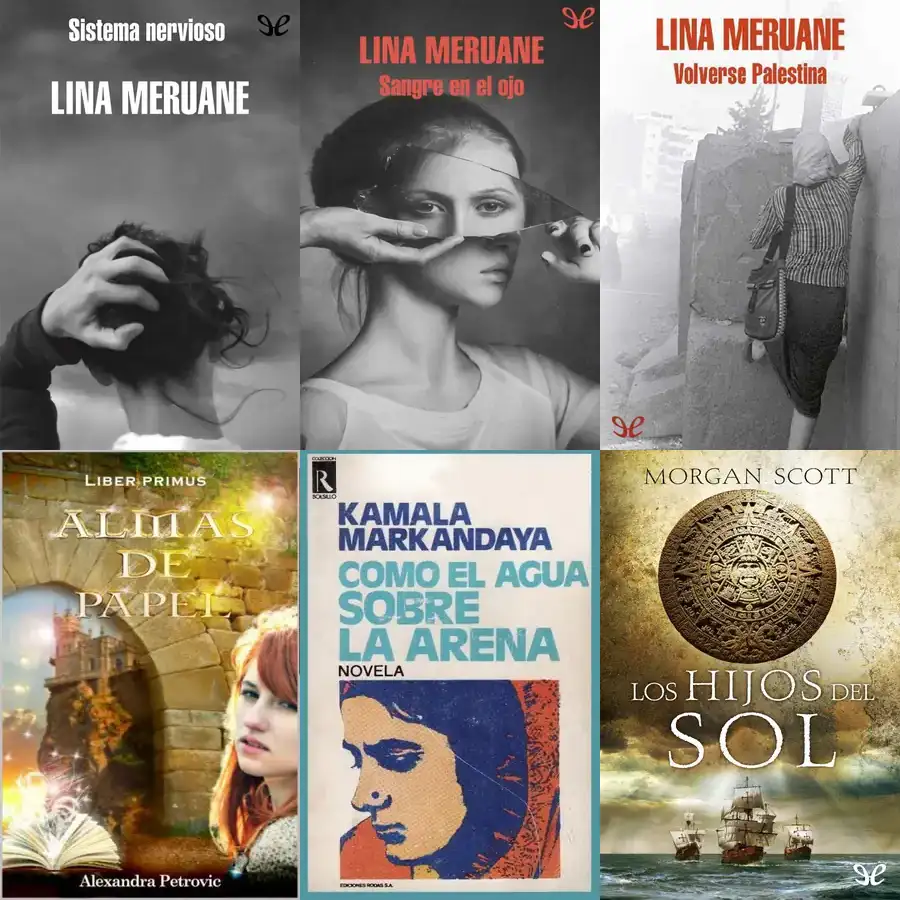 Sistema nervioso
LINA MERUANE
LINA MERUANE
Sangre en el ojo
LINA MERUANE
Volverse Palestina
LIBER PRIMUS
ALMAS
DE
PAPEL
Alexandra Petrovic
COLECCION
R
BOLSILLO
KAMALA
MARKANDAYA
COMO EL AGUA
SOBRE
LA ARENA
NOVELA
EDICIONES RODAS S.A.
MORGAN SCOTT
LOS HIJOS DEL
SOL